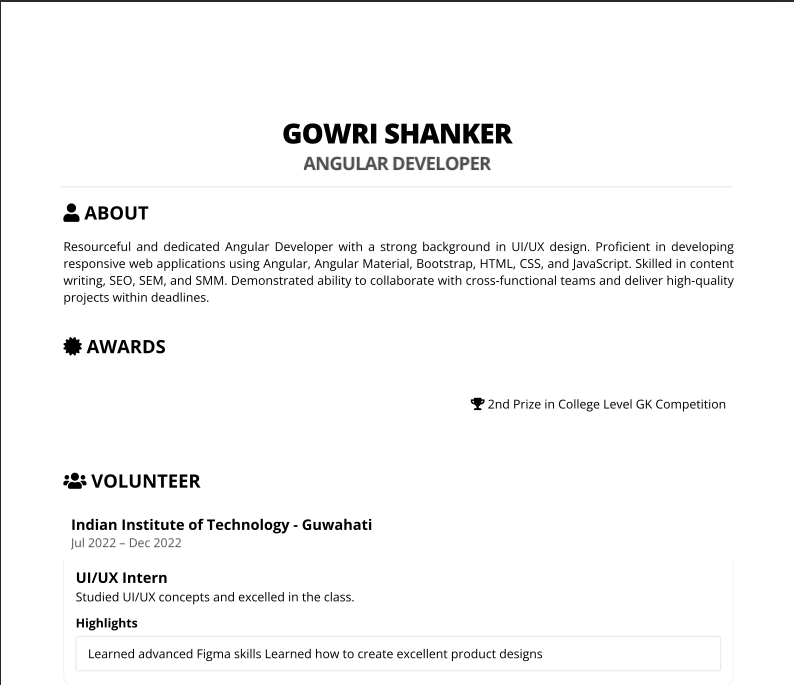 GOWRI SHANKER
ANGULAR DEVELOPER
ABOUT
Resourceful and dedicated Angular Developer with a strong background in UI/UX design. Proficient in developing
responsive web applications using Angular, Angular Material, Bootstrap, HTML, CSS, and JavaScript. Skilled in content
writing, SEO, SEM, and SMM. Demonstrated ability to collaborate with cross-functional teams and deliver high-quality
projects within deadlines.
AWARDS
2nd Prize in College Level GK Competition
VOLUNTEER
Indian Institute of Technology - Guwahati
Jul 2022 – Dec 2022
UI/UX Intern
Studied UI/UX concepts and excelled in the class.
Highlights
Learned advanced Figma skills Learned how to create excellent product designs